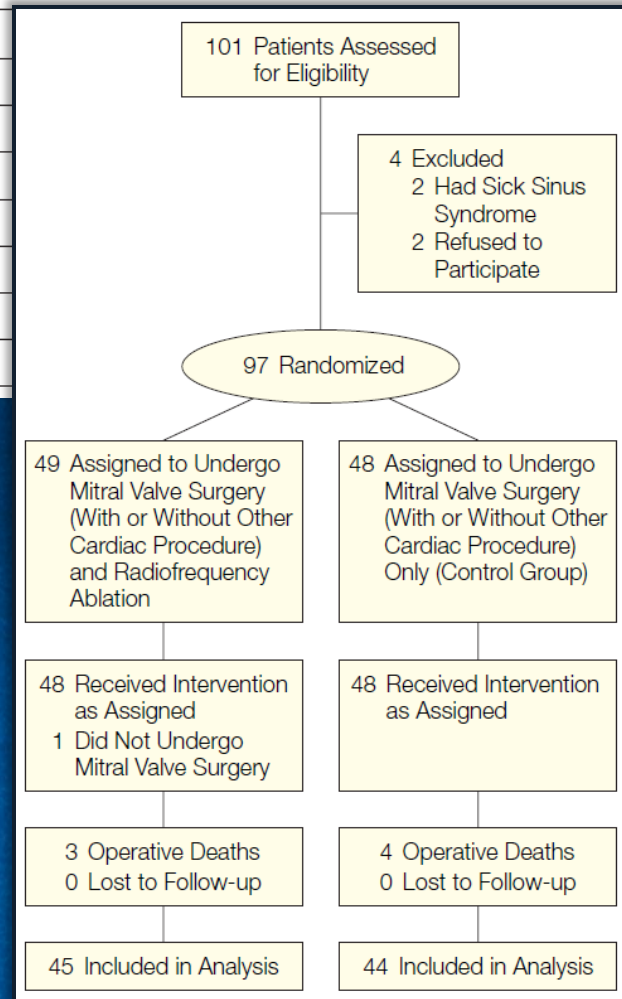 101 Patients Assessed
for Eligibility
4 Excluded
2 Had Sick Sinus
Syndrome
2 Refused to
Participate
97 Randomized
49 Assigned to Undergo
Mitral Valve Surgery
(With or Without Other
Cardiac Procedure)
and Radiofrequency
Ablation
48 Assigned to Undergo
Mitral Valve Surgery
(With or Without Other
Cardiac Procedure)
Only (Control Group)
48 Received Intervention
as Assigned
1 Did Not Undergo
Mitral Valve Surgery
48 Received Intervention
as Assigned
3 Operative Deaths
0 Lost to Follow-up
4 Operative Deaths
0 Lost to Follow-up
45 Included in Analysis
44 Included in Analysis